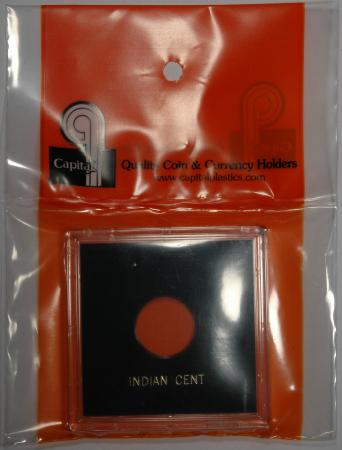 Capital
Quality Coin & Currency Holders
www.capitalplastics.com
INDIAN CENT